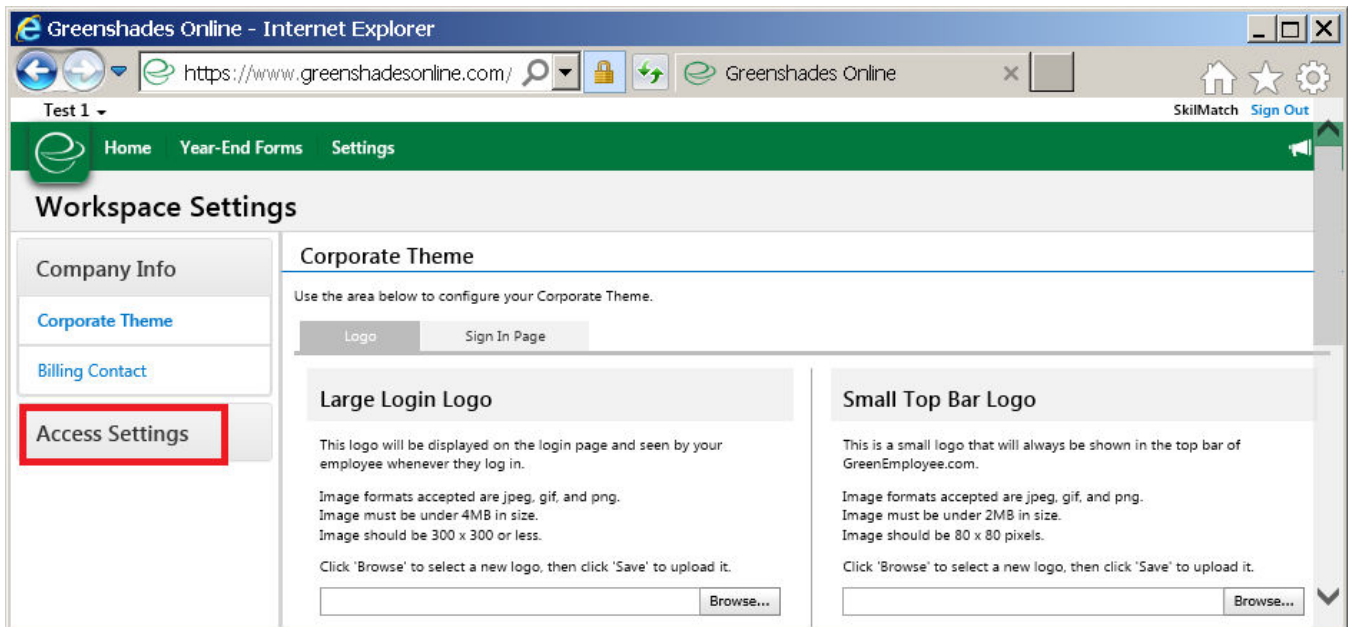 Greenshades Online - Internet Explorer
https://www.greenshadesonline.com/
Greenshades Online
Test 1
SkilMatch Sign Out
Home Year-End Forms Settings
Workspace Settings
Company Info
Corporate Theme
Billing Contact
Access Settings
Corporate Theme
Use the area below to configure your Corporate Theme.
Logo Sign In Page
Large Login Logo
This logo will be displayed on the login page and seen by your
employee whenever they log in.
Image formats accepted are jpeg, gif, and png.
Image must be under 4MB in size.
Image should be 300 x 300 or less.
Click 'Browse' to select a new logo, then click 'Save' to upload it.
Browse...
Small Top Bar Logo
This is a small logo that will always be shown in the top bar of
GreenEmployee.com.
Image formats accepted are jpeg, gif, and png.
Image must be under 2MB in size.
Image should be 80 x 80 pixels.
Click 'Browse' to select a new logo, then click 'Save' to upload it.
Browse...